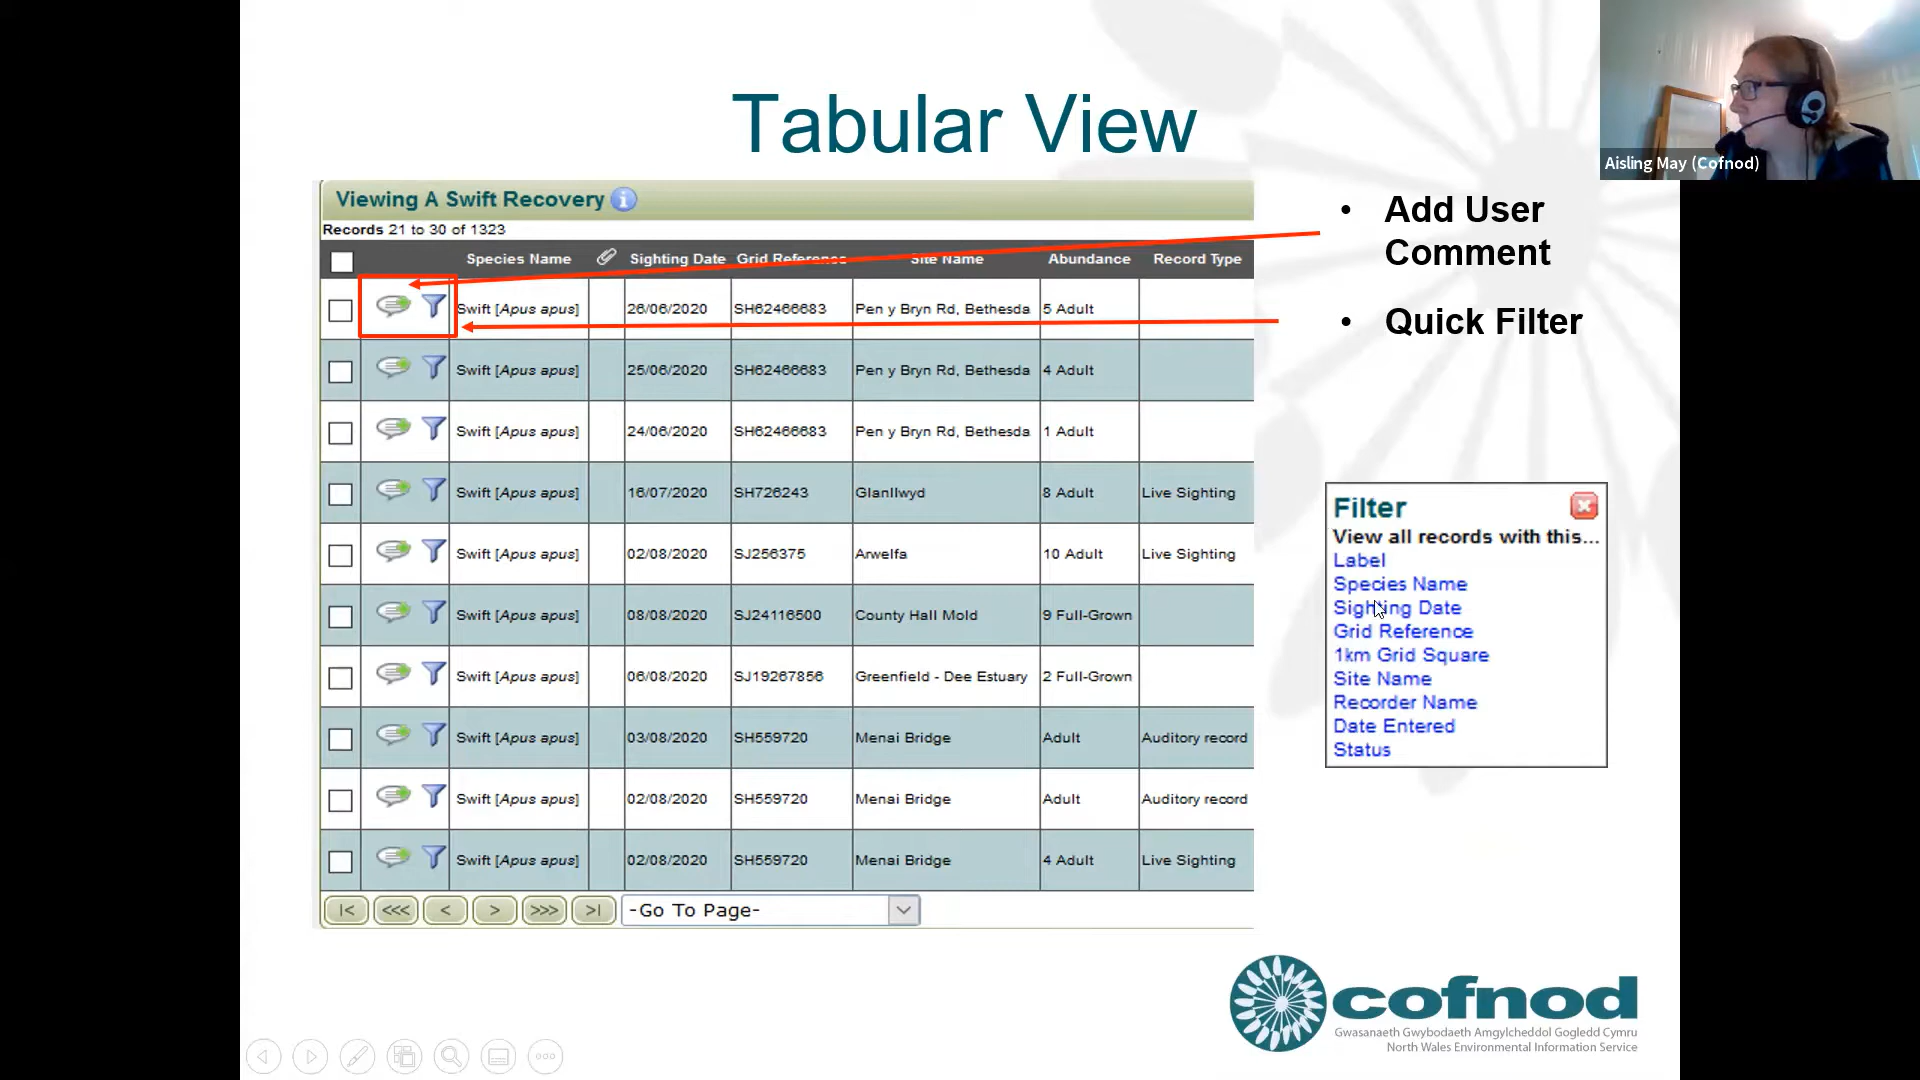 Tabular View
Aisling May (Cofnod)
Viewing A Swift Recovery
Records 21 to 30 of 1323
Species Name Sighting Date Grid Reference Site Name Abundance Record Type
Swift [Apus apus] 26/06/2020 SH62466683 Pen y Bryn Rd, Bethesda 5 Adult
Swift [Apus apus] 25/06/2020 SH62466683 Pen y Bryn Rd, Bethesda 4 Adult
Swift [Apus apus] 24/06/2020 SH62466683 Pen y Bryn Rd, Bethesda 1 Adult
Swift [Apus apus] 16/07/2020 SH726243 Glanllwyd 8 Adult Live Sighting
Swift [Apus apus] 02/08/2020 SJ256375 Arwelfa 10 Adult Live Sighting
Swift [Apus apus] 08/08/2020 SJ24116500 County Hall Mold 9 Full-Grown
Swift [Apus apus] 06/08/2020 SJ19267856 Greenfield - Dee Estuary 2 Full-Grown
Swift [Apus apus] 03/08/2020 SH559720 Menai Bridge Adult Auditory record
Swift [Apus apus] 02/08/2020 SH559720 Menai Bridge Adult Auditory record
Swift [Apus apus] 02/08/2020 SH559720 Menai Bridge 4 Adult Live Sighting
|< <<< < > >>> >| -Go To Page-
• Add User
Comment
• Quick Filter
Filter
View all records with this...
Label
Species Name
Sighting Date
Grid Reference
1km Grid Square
Site Name
Recorder Name
Date Entered
Status
cofnod
Gwasanaeth Gwybodaeth Amgylcheddol Gogledd Cymru
North Wales Environmental Information Service